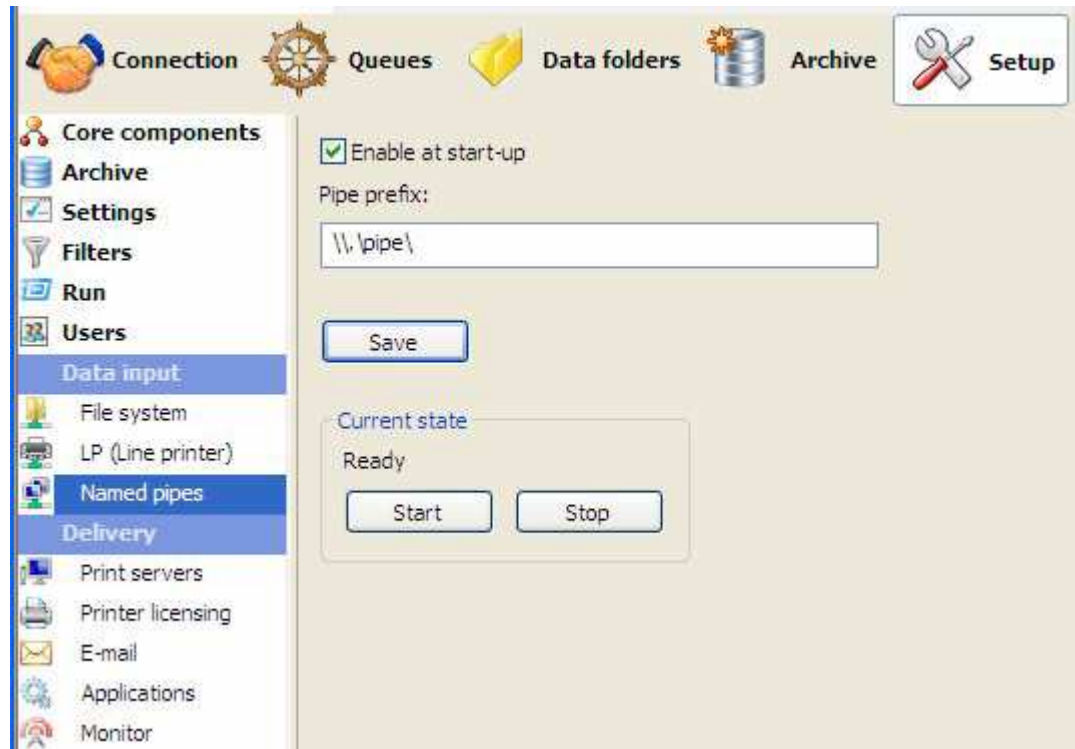 Connection Queues Data folders Archive Setup
Core components
Archive
Settings
Filters
Run
Users
Data input
File system
LP (Line printer)
Named pipes
Delivery
Print servers
Printer licensing
E-mail
Applications
Monitor
Enable at start-up
Pipe prefix:
\\.\pipe\
Save
Current state
Ready
Start Stop